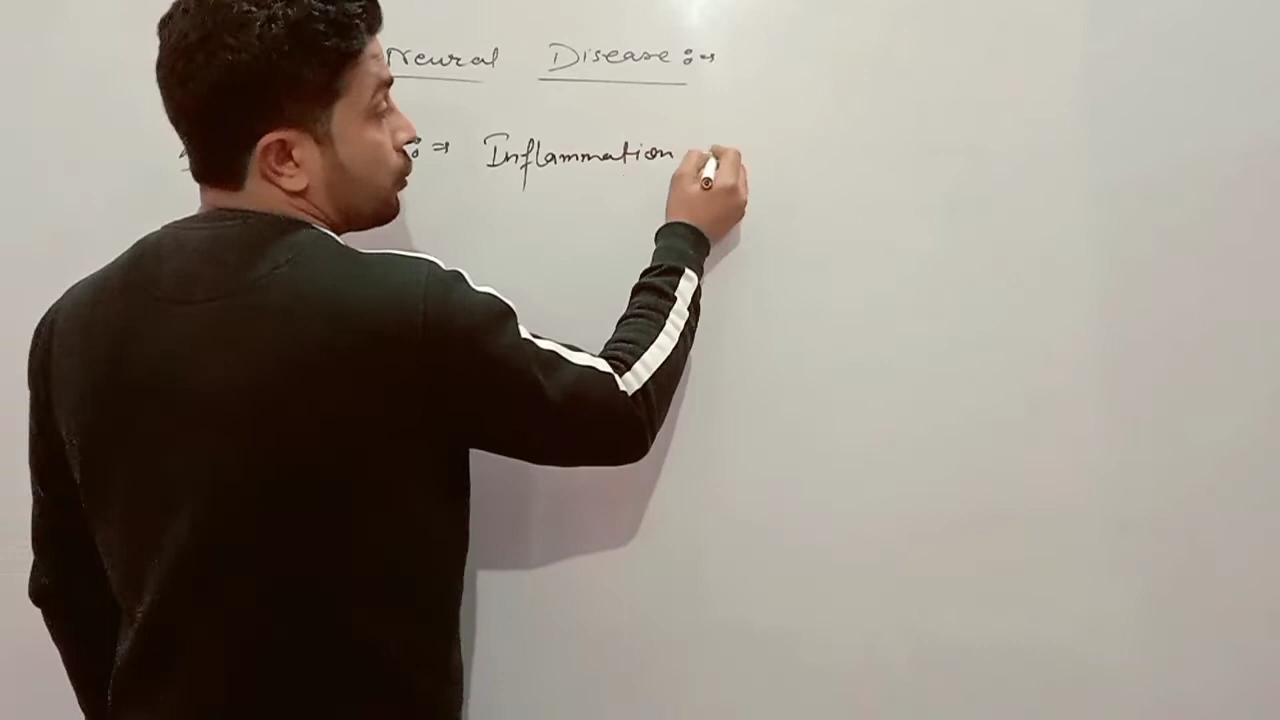 Neural Disease :→
:→ Inflammation